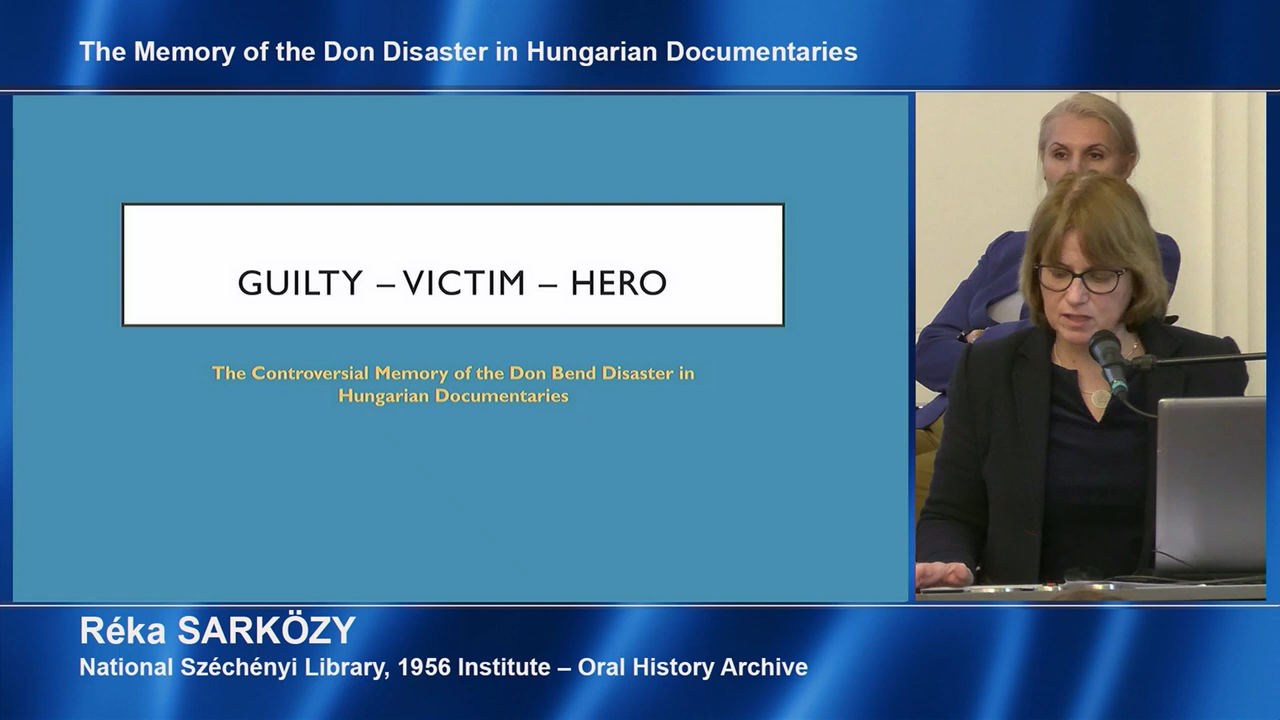 The Memory of the Don Disaster in Hungarian Documentaries
GUILTY – VICTIM – HERO
The Controversial Memory of the Don Bend Disaster in
Hungarian Documentaries
Réka SARKÖZY
National Széchényi Library, 1956 Institute – Oral History Archive